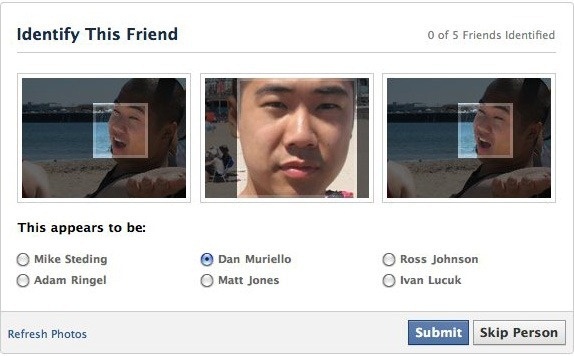 Identify This Friend 0 of 5 Friends Identified
This appears to be:
Mike Steding Dan Muriello Ross Johnson
Adam Ringel Matt Jones Ivan Lucuk
Refresh Photos Submit Skip Person